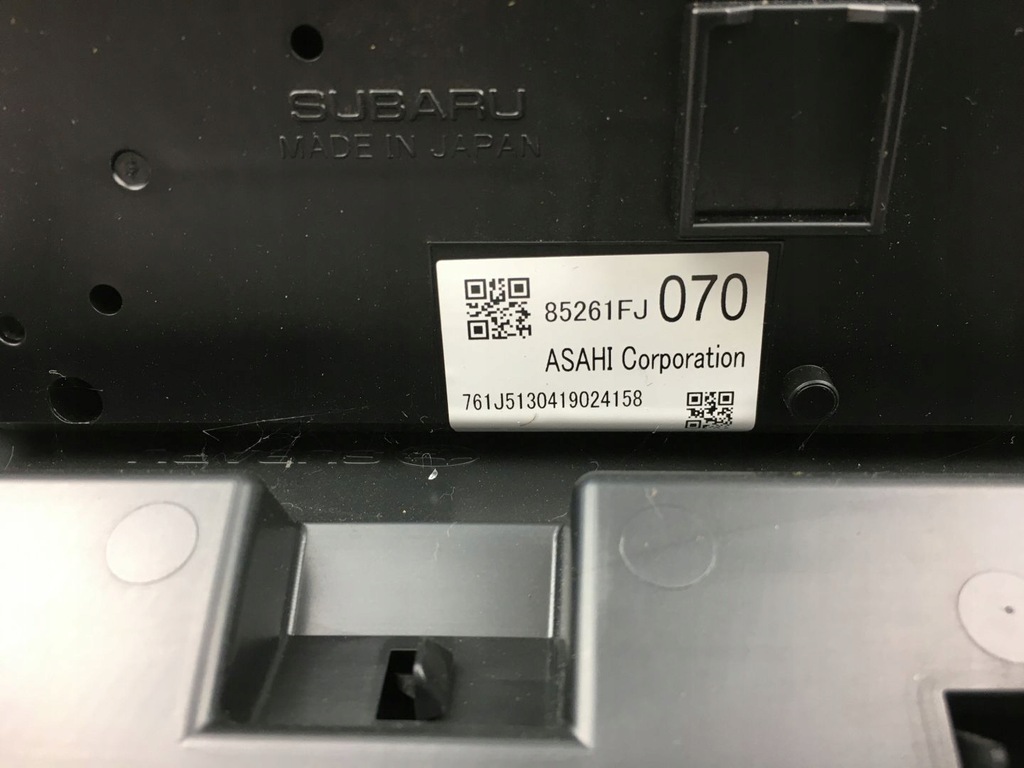 SUBARU
MADE IN JAPAN
85261FJ 070
ASAHI Corporation
761J5130419024158